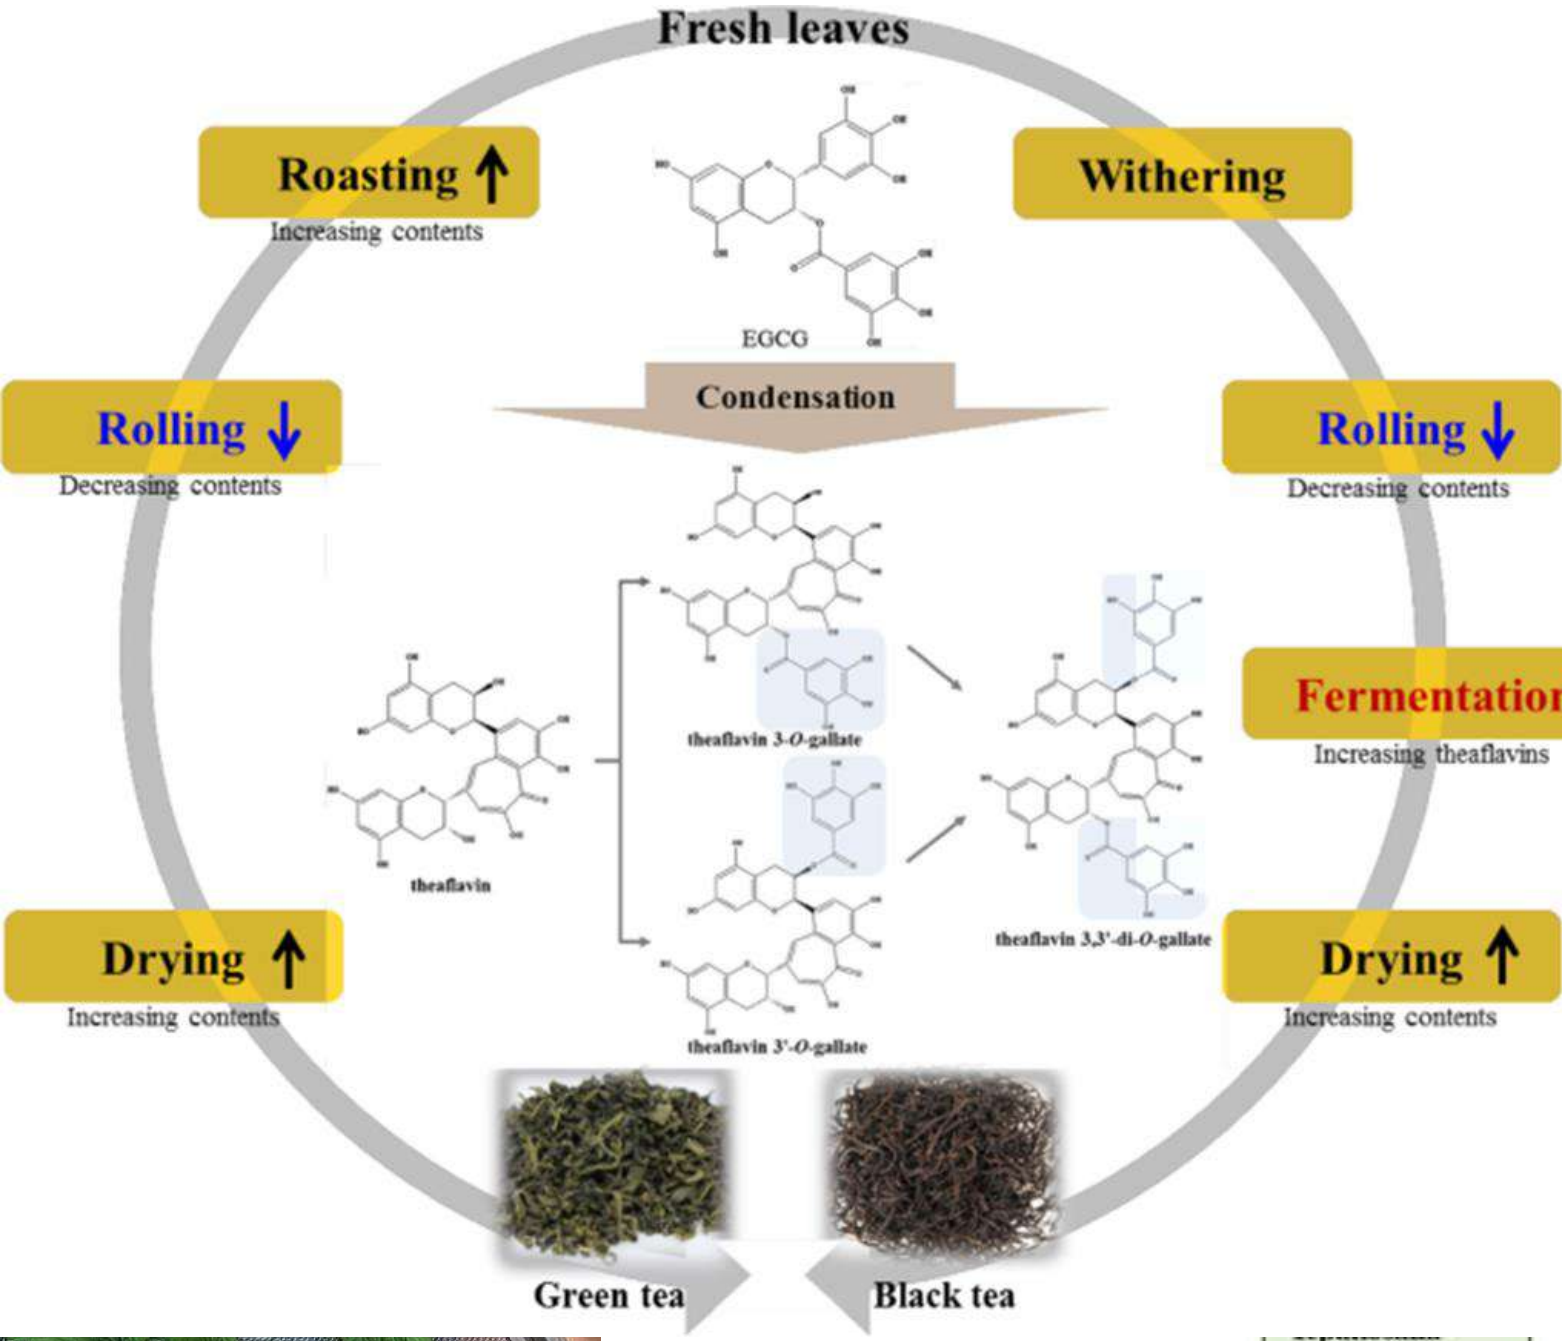 Fresh leaves
Roasting ↑
Increasing contents
Withering
EGCG
Condensation
Rolling ↓
Decreasing contents
Rolling ↓
Decreasing contents
theaflavin 3-O-gallate
Fermentation
Increasing theaflavins
theaflavin
theaflavin 3,3'-di-O-gallate
Drying ↑
Increasing contents
Drying ↑
Increasing contents
theaflavin 3'-O-gallate
Green tea
Black tea